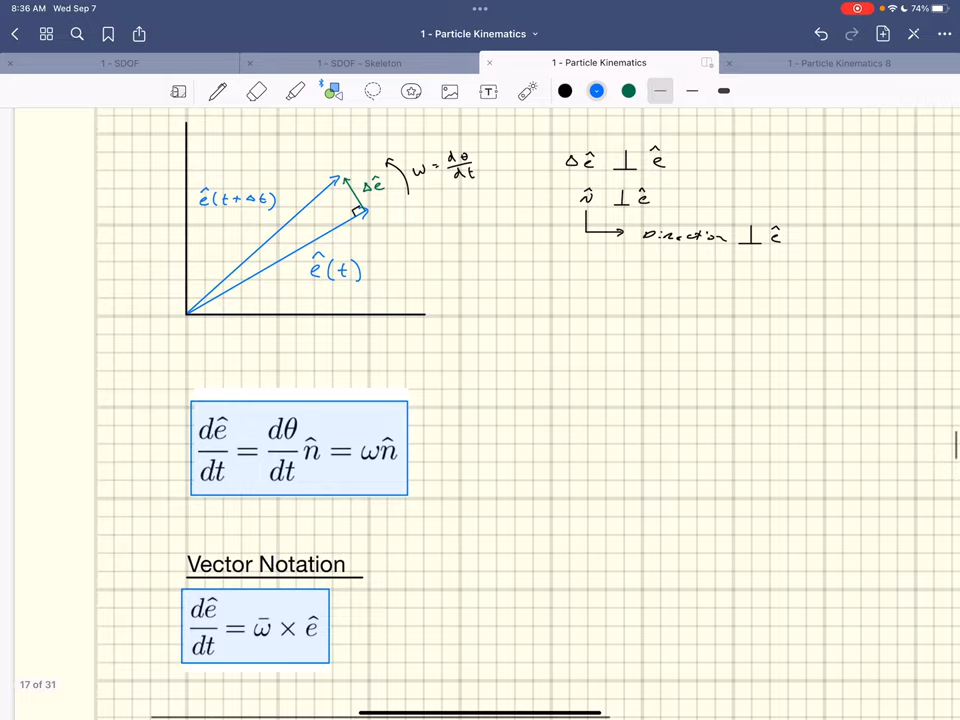 8:36 AM Wed Sep 7
74%
1 - Particle Kinematics
1 - SDOF
1 - SDOF - Skeleton
1 - Particle Kinematics
1 - Particle Kinematics 8
ê(t + Δt)
Δê
ω = dθ/dt
ê(t)
Δê ⊥ ê
n̂ ⊥ ê
Direction ⊥ ê
dê/dt = dθ/dt n̂ = ωn̂
Vector Notation
dê/dt = ω̄ × ê
17 of 31